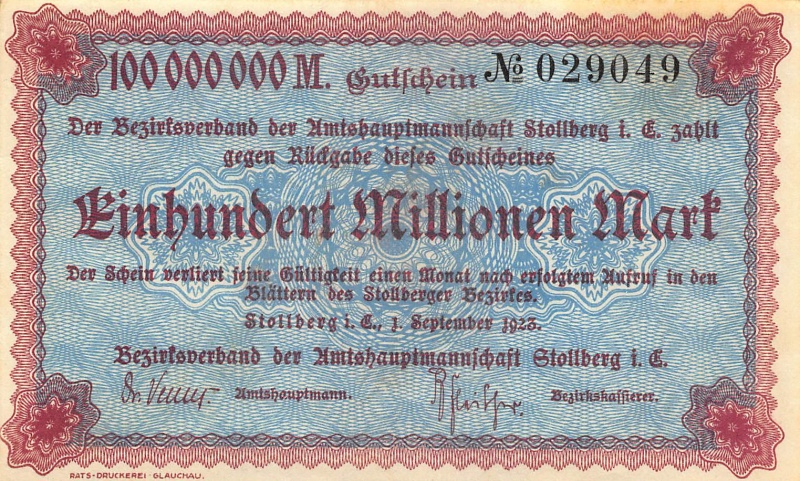 100 000 000 M. Gutschein № 029049
Der Bezirksverband der Amtshauptmannschaft Stollberg i. E. zahlt
gegen Rückgabe dieses Gutscheines
Einhundert Millionen Mark
Der Schein verliert seine Gültigkeit einen Monat nach erfolgtem Aufruf in den
Blättern des Stollberger Bezirkes.
Stollberg i. E., 1. September 1923.
Bezirksverband der Amtshauptmannschaft Stollberg i. E.
Dr. Amtshauptmann. Bezirkskassierer.
RATS-DRUCKEREI GLAUCHAU.